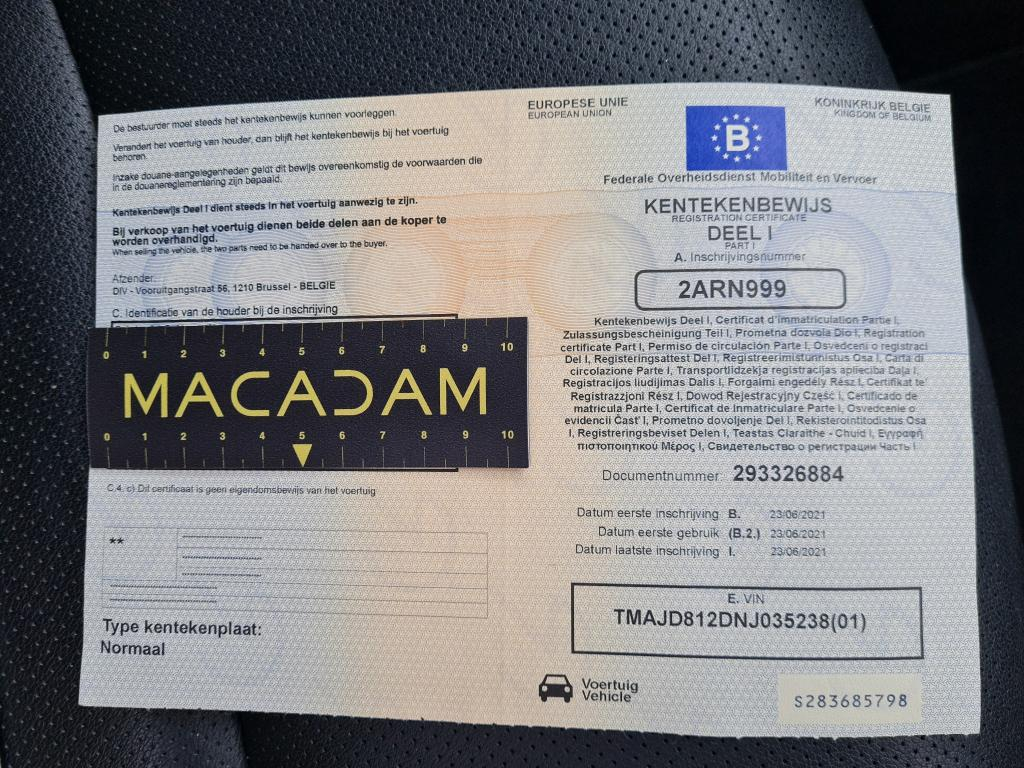 De bestuurder moet steeds het kentekenbewijs kunnen voorleggen.
Verandert het voertuig van houder, dan blijft het kentekenbewijs bij het voertuig
behoren.
Inzake douane-aangelegenheden geldt dit bewijs overeenkomstig de voorwaarden die
in de douanereglementering zijn bepaald.
Kentekenbewijs Deel I dient steeds in het voertuig aanwezig te zijn.
Bij verkoop van het voertuig dienen beide delen aan de koper te
worden overhandigd.
When selling the vehicle, the two parts need to be handed over to the buyer.
Afzender:
DIV - Vooruitgangstraat 56, 1210 Brussel - BELGIE
C. Identificatie van de houder bij de inschrijving
0 1 2 3 4 5 6 7 8 9 10
MACADAM
0 1 2 3 4 5 6 7 8 9 10
C.4. c) Dit certificaat is geen eigendomsbewijs van het voertuig
**
Type kentekenplaat:
Normaal
EUROPESE UNIE
EUROPEAN UNION
KONINKRIJK BELGIE
KINGDOM OF BELGIUM
B
Federale Overheidsdienst Mobiliteit en Vervoer
KENTEKENBEWIJS
REGISTRATION CERTIFICATE
DEEL I
PART I
A. Inschrijvingsnummer
2ARN999
Kentekenbewijs Deel I, Certificat d'immatriculation Partie I,
Zulassungsbescheinigung Teil I, Prometna dozvola Dio I, Registration
certificate Part I, Permiso de circulación Parte I, Osvedčeni o registraci
Del I, Registeringsattest Del I, Registreerimistunnistus Osa I, Carta di
circolazione Parte I, Transportlidzekja registracijas apliecība Daļa I,
Registracijos liudijimas Dalis I, Forgalmi engedély Rész I, Certifikat ta'
Registrazzjoni Rész I, Dowod Rejestracyjny Część I, Certificado de
matricula Parte I, Certificat de Inmatriculare Parte I, Osvedcenie o
evidencii Časť I, Prometno dovoljenje Del I, Rekisterointitodistus Osa
I, Registreringsbeviset Delen I, Teastas Claraithe - Chuid I, Εγγραφή
πιστοποιητικού Μέρος I, Свидетельство о регистрации Часть I
Documentnummer 293326884
Datum eerste inschrijving B. 23/06/2021
Datum eerste gebruik (B.2.) 23/06/2021
Datum laatste inschrijving I. 23/06/2021
E. VIN
TMAJD812DNJ035238(01)
Voertuig
Vehicle
S283685798